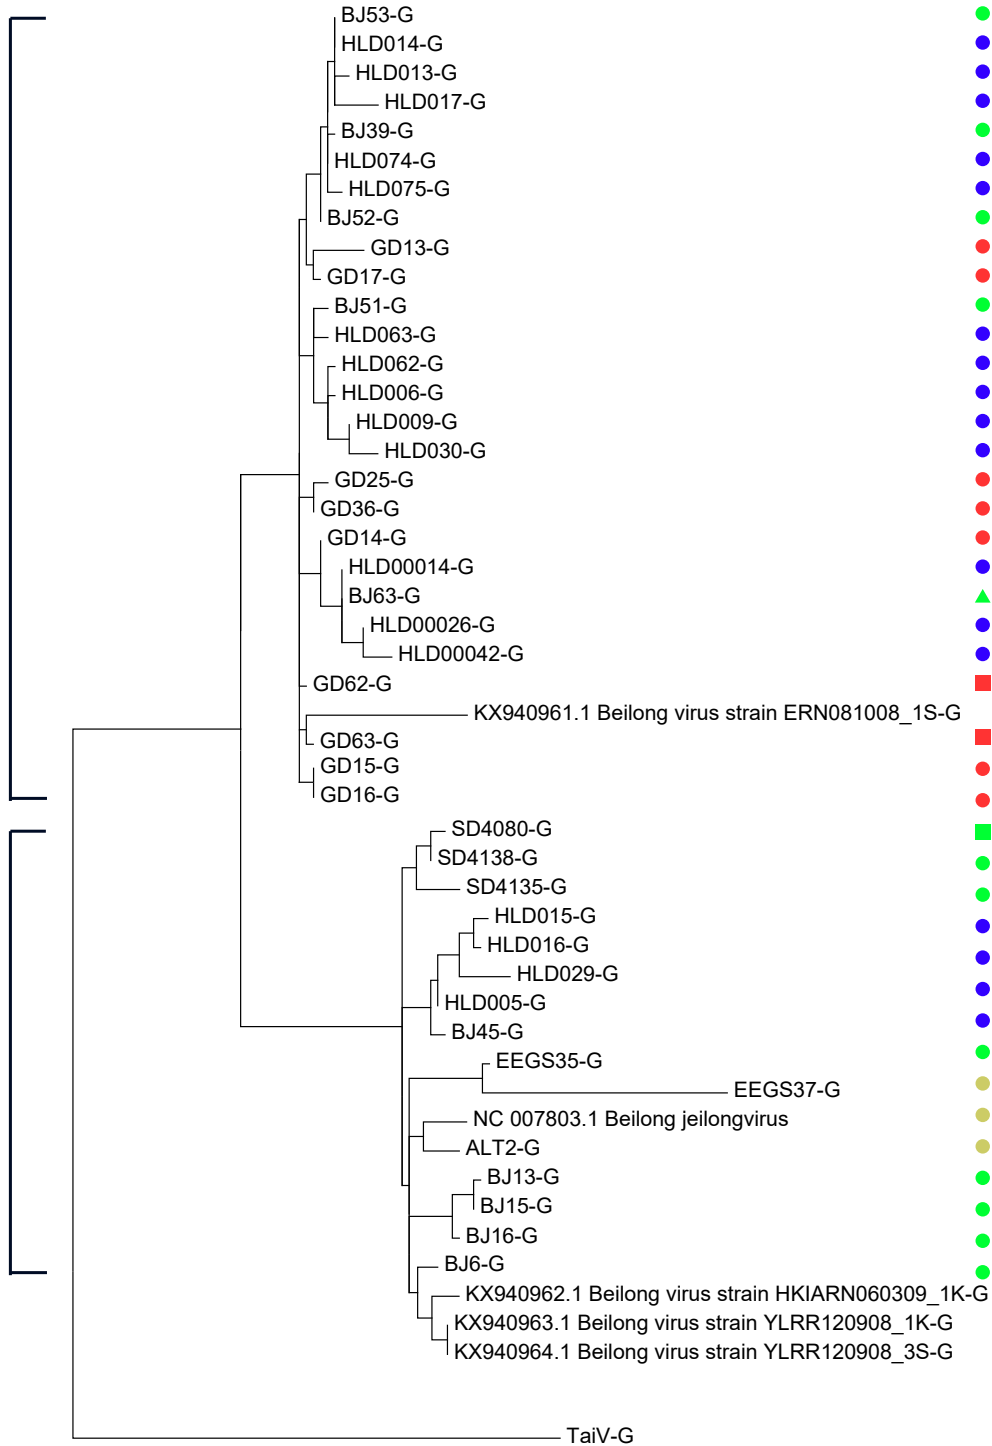 BJ53-G
HLD014-G
HLD013-G
HLD017-G
BJ39-G
HLD074-G
HLD075-G
BJ52-G
GD13-G
GD17-G
BJ51-G
HLD063-G
HLD062-G
HLD006-G
HLD009-G
HLD030-G
GD25-G
GD36-G
GD14-G
HLD00014-G
BJ63-G
HLD00026-G
HLD00042-G
GD62-G
KX940961.1 Beilong virus strain ERN081008_1S-G
GD63-G
GD15-G
GD16-G
SD4080-G
SD4138-G
SD4135-G
HLD015-G
HLD016-G
HLD029-G
HLD005-G
BJ45-G
EEGS35-G
EEGS37-G
NC 007803.1 Beilong jeilongvirus
ALT2-G
BJ13-G
BJ15-G
BJ16-G
BJ6-G
KX940962.1 Beilong virus strain HKIARN060309_1K-G
KX940963.1 Beilong virus strain YLRR120908_1K-G
KX940964.1 Beilong virus strain YLRR120908_3S-G
TaiV-G